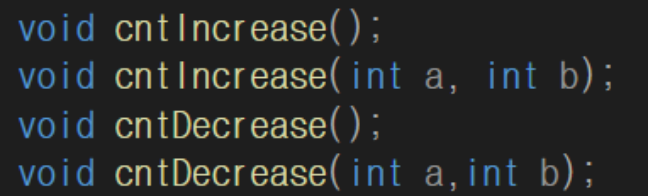 void cntIncrease();
void cntIncrease(int a, int b);
void cntDecrease();
void cntDecrease(int a,int b);